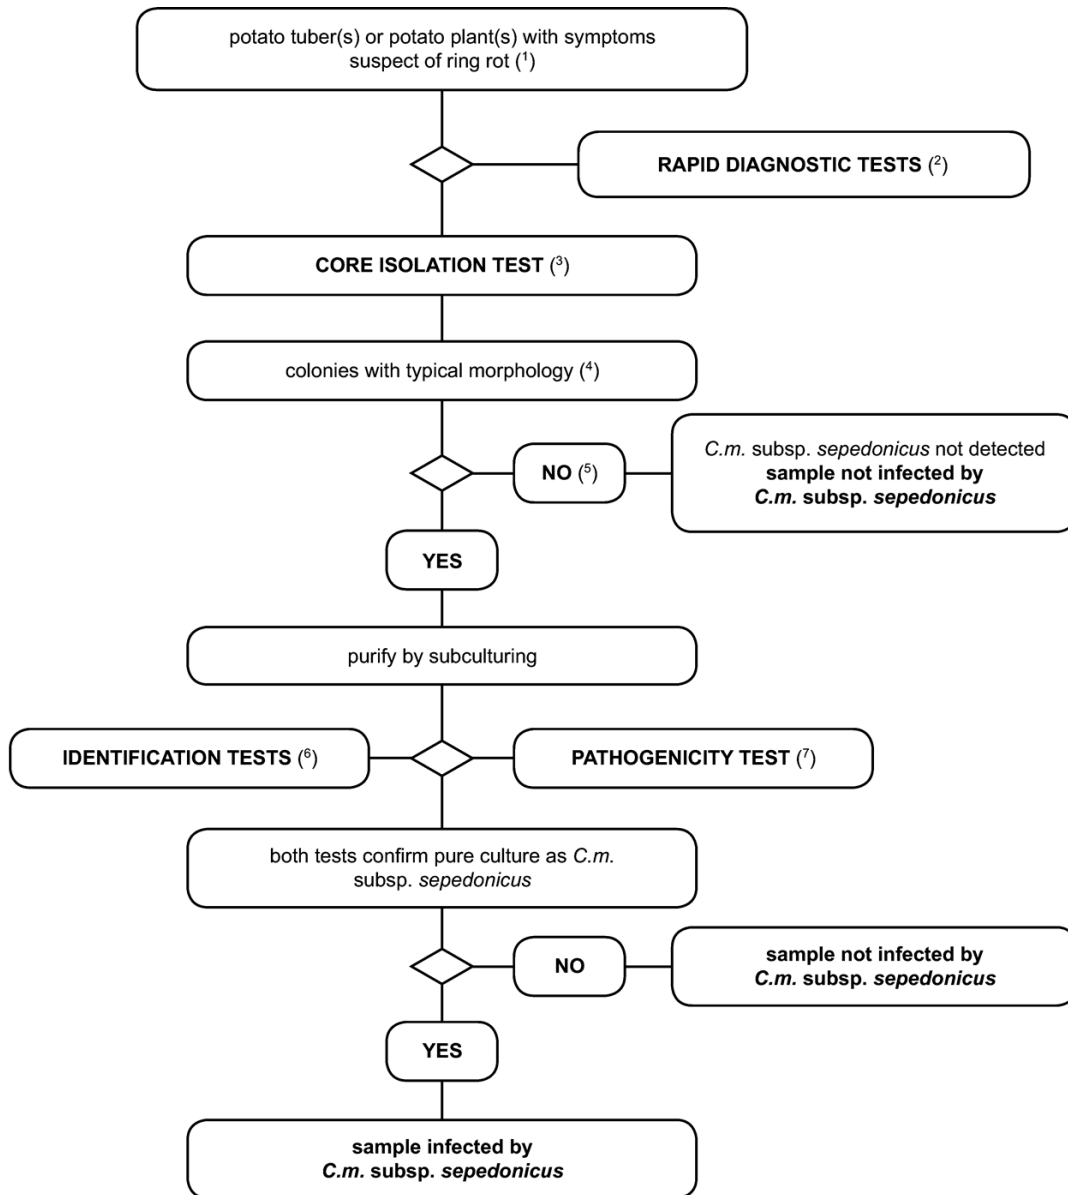 potato tuber(s) or potato plant(s) with symptoms
suspect of ring rot (¹)
RAPID DIAGNOSTIC TESTS (²)
CORE ISOLATION TEST (³)
colonies with typical morphology (⁴)
NO (⁵)
C.m. subsp. sepedonicus not detected
sample not infected by
C.m. subsp. sepedonicus
YES
purify by subculturing
IDENTIFICATION TESTS (⁶)
PATHOGENICITY TEST (⁷)
both tests confirm pure culture as C.m.
subsp. sepedonicus
NO
sample not infected by
C.m. subsp. sepedonicus
YES
sample infected by
C.m. subsp. sepedonicus